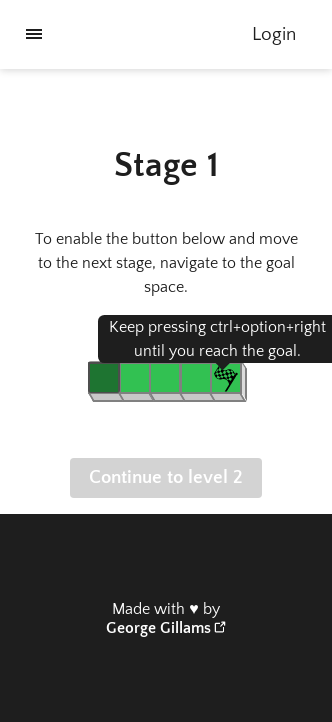 Login
Stage 1
To enable the button below and move
to the next stage, navigate to the goal
space.
Keep pressing ctrl+option+right
until you reach the goal.
Continue to level 2
Made with ♥ by
George Gillams